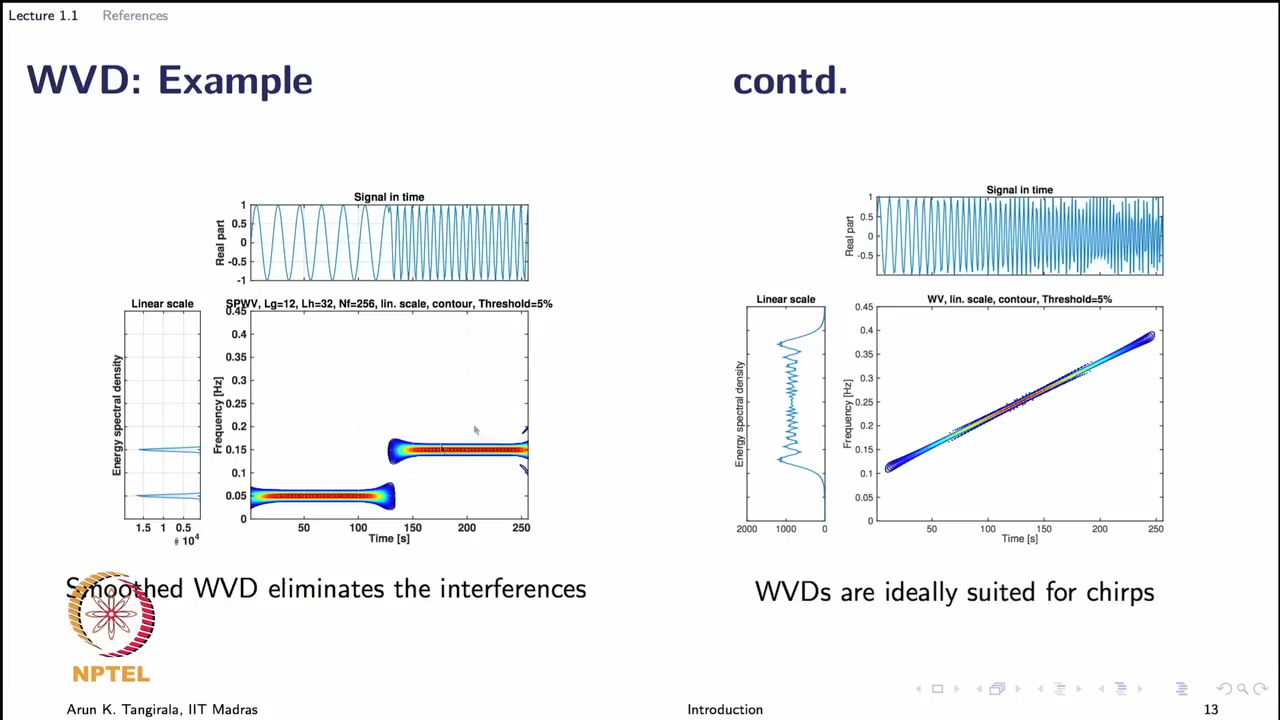 Lecture 1.1 References
WVD: Example
contd.
Signal in time
Real part
1
0.5
0
-0.5
-1
Linear scale
Energy spectral density
1.5 1 0.5
# 10^4
SPWV, Lg=12, Lh=32, Nf=256, lin. scale, contour, Threshold=5%
Frequency [Hz]
0.45
0.4
0.35
0.3
0.25
0.2
0.15
0.1
0.05
0
50 100 150 200 250
Time [s]
Smoothed WVD eliminates the interferences
Signal in time
Real part
1
0.5
0
-0.5
Linear scale
Energy spectral density
2000 1000 0
WV, lin. scale, contour, Threshold=5%
Frequency [Hz]
0.4
0.35
0.3
0.25
0.2
0.15
0.1
0.05
0
50 100 150 200 250
Time [s]
WVDs are ideally suited for chirps
NPTEL
Arun K. Tangirala, IIT Madras Introduction 13